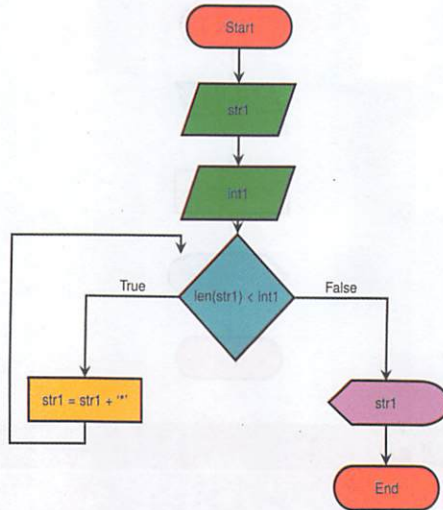 Start
str1
int1
len(str1) < int1
True
False
str1 = str1 + '*'
str1
End